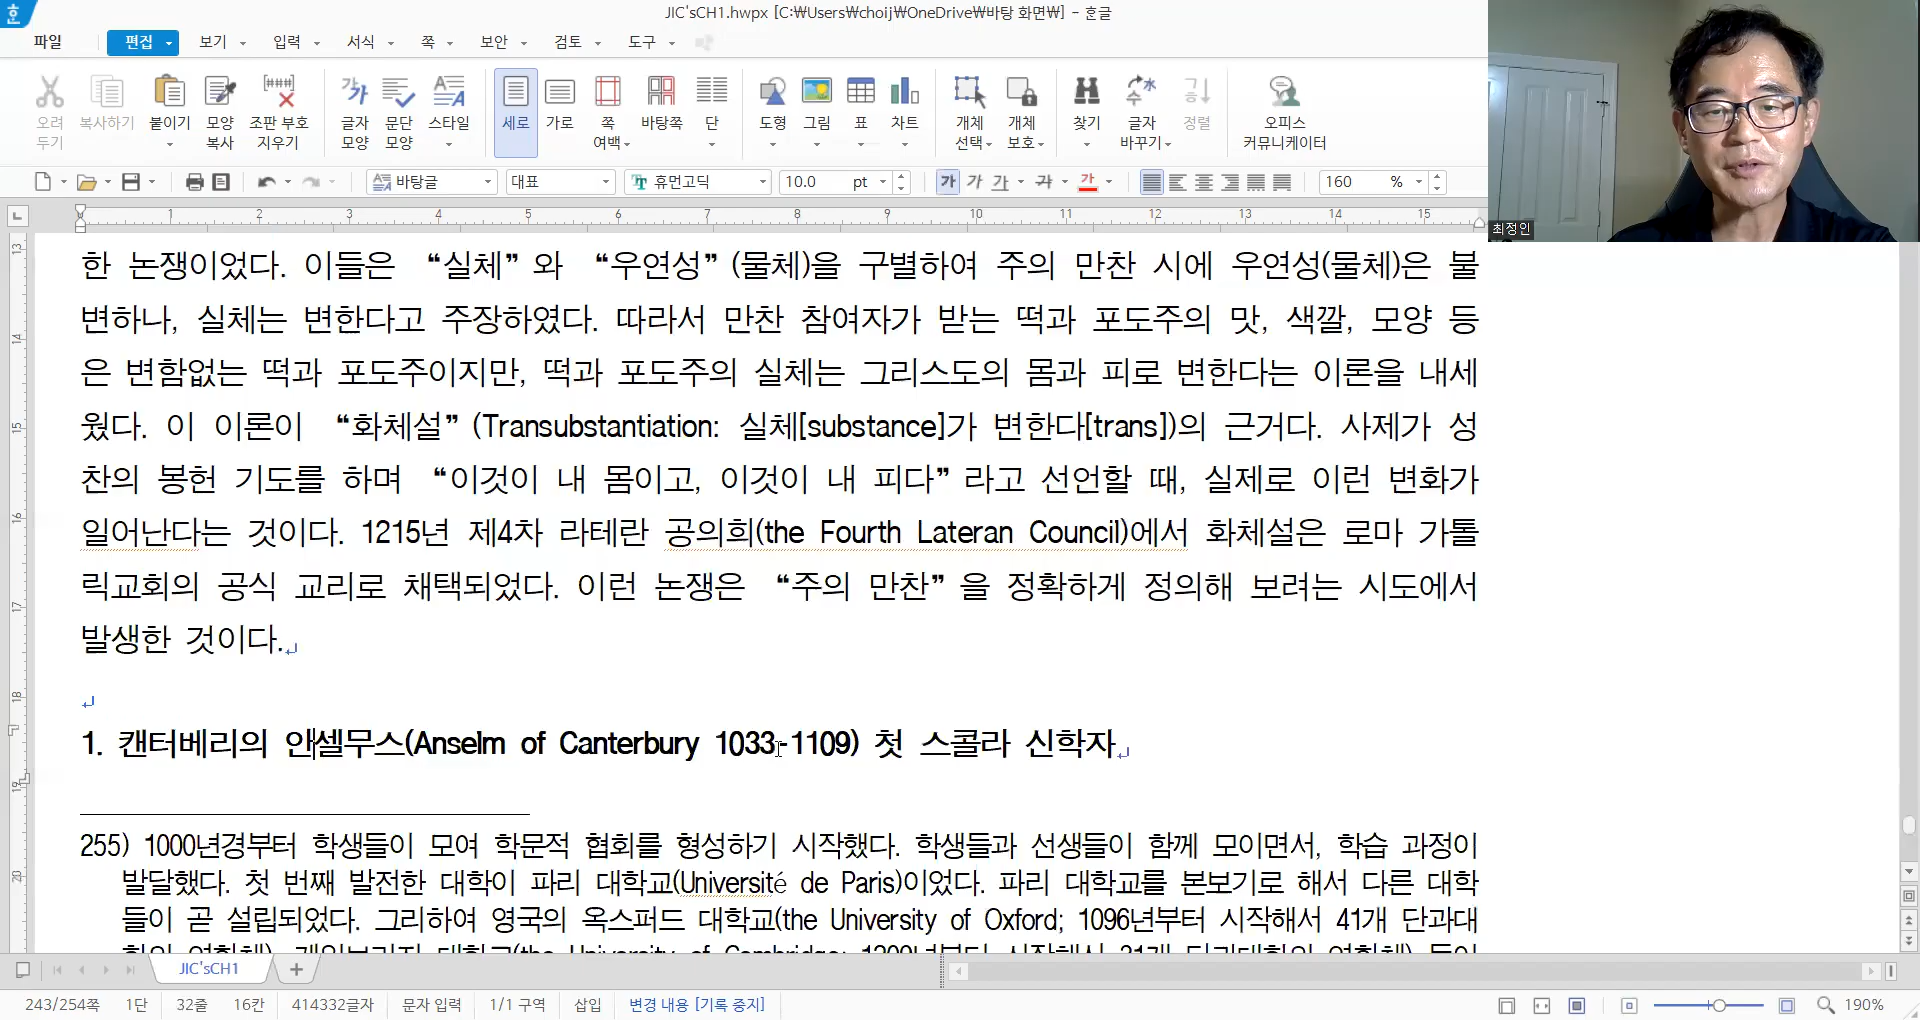 JIC'sCH1.hwpx [C:₩Users₩choij₩OneDrive₩바탕 화면₩] - 한글
파일 편집 보기 입력 서식 쪽 보안 검토 도구
오려 두기
복사하기
붙이기
모양 복사
조판 부호 지우기
글자 모양
문단 모양
스타일
세로
가로
쪽 여백
바탕쪽
단
도형
그림
표
차트
개체 선택
개체 보호
찾기
글자 바꾸기
정렬
오피스 커뮤니케이터
바탕글 대표 휴먼고딕 10.0 pt 가 가 가 가 가 160 %
최정인
1 2 3 4 5 6 7 8 9 10 11 12 13 14 15
한 논쟁이었다. 이들은 “실체”와 “우연성”(물체)을 구별하여 주의 만찬 시에 우연성(물체)은 불
변하나, 실체는 변한다고 주장하였다. 따라서 만찬 참여자가 받는 떡과 포도주의 맛, 색깔, 모양 등
은 변함없는 떡과 포도주이지만, 떡과 포도주의 실체는 그리스도의 몸과 피로 변한다는 이론을 내세
웠다. 이 이론이 “화체설”(Transubstantiation: 실체[substance]가 변한다[trans])의 근거다. 사제가 성
찬의 봉헌 기도를 하며 “이것이 내 몸이고, 이것이 내 피다”라고 선언할 때, 실제로 이런 변화가
일어난다는 것이다. 1215년 제4차 라테란 공의회(the Fourth Lateran Council)에서 화체설은 로마 가톨
릭교회의 공식 교리로 채택되었다. 이런 논쟁은 “주의 만찬”을 정확하게 정의해 보려는 시도에서
발생한 것이다.
1. 캔터베리의 안셀무스(Anselm of Canterbury 1033-1109) 첫 스콜라 신학자
255) 1000년경부터 학생들이 모여 학문적 협회를 형성하기 시작했다. 학생들과 선생들이 함께 모이면서, 학습 과정이
발달했다. 첫 번째 발전한 대학이 파리 대학교(Université de Paris)이었다. 파리 대학교를 본보기로 해서 다른 대학
들이 곧 설립되었다. 그리하여 영국의 옥스퍼드 대학교(the University of Oxford; 1096년부터 시작해서 41개 단과대
JIC'sCH1
243/254쪽 1단 32줄 16칸 414332글자 문자 입력 1/1 구역 삽입 변경 내용 [기록 중지] 190%